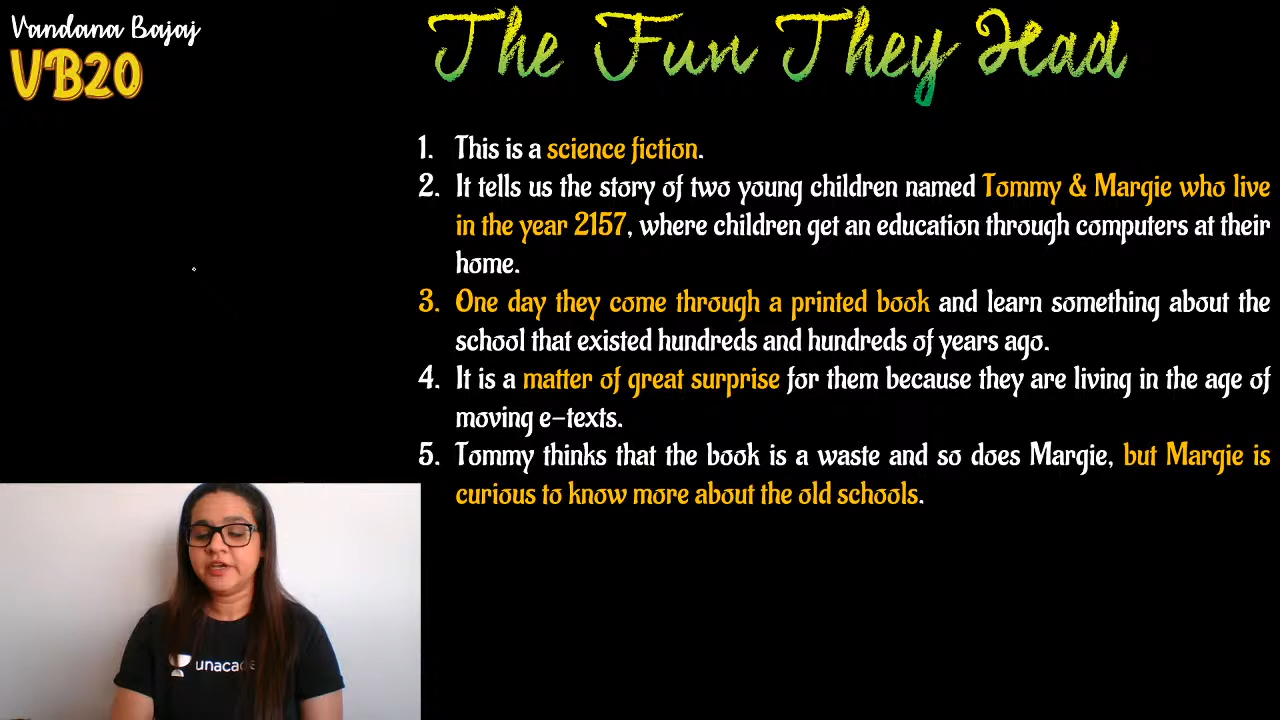 Vandana Bajaj
VB20
The Fun They Had
1. This is a science fiction.
2. It tells us the story of two young children named Tommy & Margie who live
in the year 2157, where children get an education through computers at their
home.
3. One day they come through a printed book and learn something about the
school that existed hundreds and hundreds of years ago.
4. It is a matter of great surprise for them because they are living in the age of
moving e-texts.
5. Tommy thinks that the book is a waste and so does Margie, but Margie is
curious to know more about the old schools.